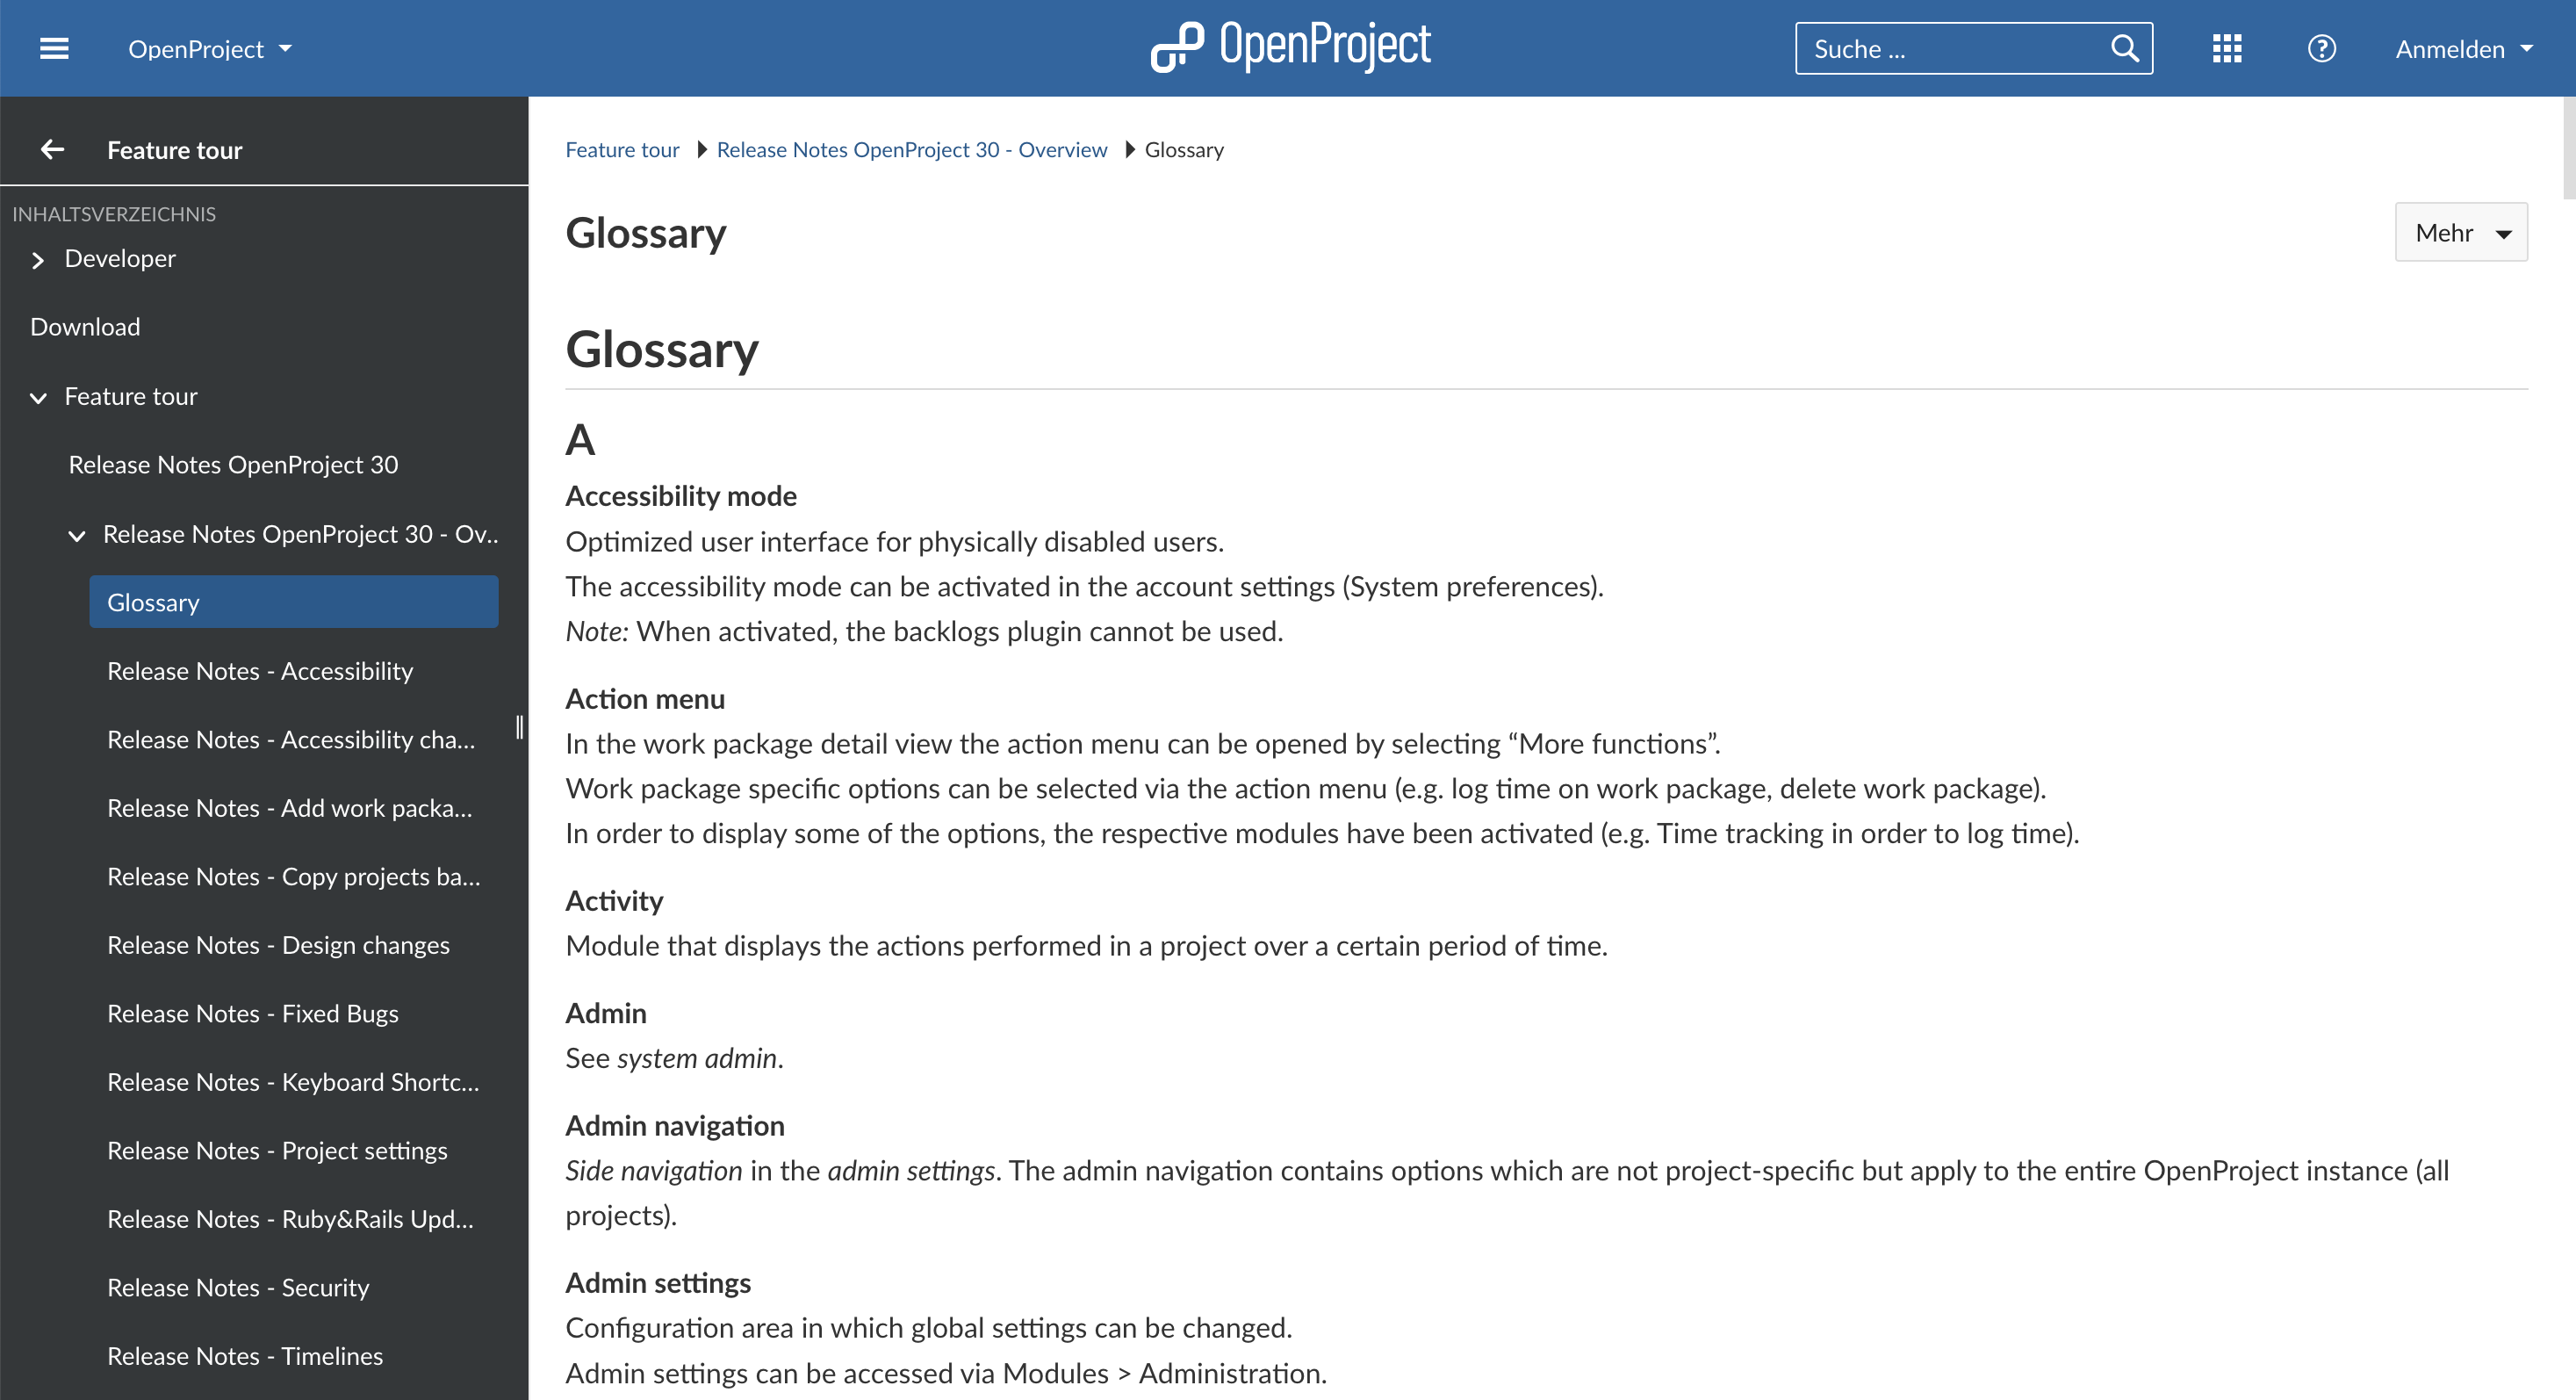 OpenProject
OpenProject
Suche ...
Anmelden
Feature tour
INHALTSVERZEICHNIS
Developer
Download
Feature tour
Release Notes OpenProject 30
Release Notes OpenProject 30 - Ov..
Glossary
Release Notes - Accessibility
Release Notes - Accessibility cha...
Release Notes - Add work packa...
Release Notes - Copy projects ba...
Release Notes - Design changes
Release Notes - Fixed Bugs
Release Notes - Keyboard Shortc...
Release Notes - Project settings
Release Notes - Ruby&Rails Upd...
Release Notes - Security
Release Notes - Timelines
Feature tour Release Notes OpenProject 30 - Overview Glossary
Glossary
Mehr
Glossary
A
Accessibility mode
Optimized user interface for physically disabled users.
The accessibility mode can be activated in the account settings (System preferences).
Note: When activated, the backlogs plugin cannot be used.
Action menu
In the work package detail view the action menu can be opened by selecting “More functions”.
Work package specific options can be selected via the action menu (e.g. log time on work package, delete work package).
In order to display some of the options, the respective modules have been activated (e.g. Time tracking in order to log time).
Activity
Module that displays the actions performed in a project over a certain period of time.
Admin
See system admin.
Admin navigation
Side navigation in the admin settings. The admin navigation contains options which are not project-specific but apply to the entire OpenProject instance (all
projects).
Admin settings
Configuration area in which global settings can be changed.
Admin settings can be accessed via Modules > Administration.